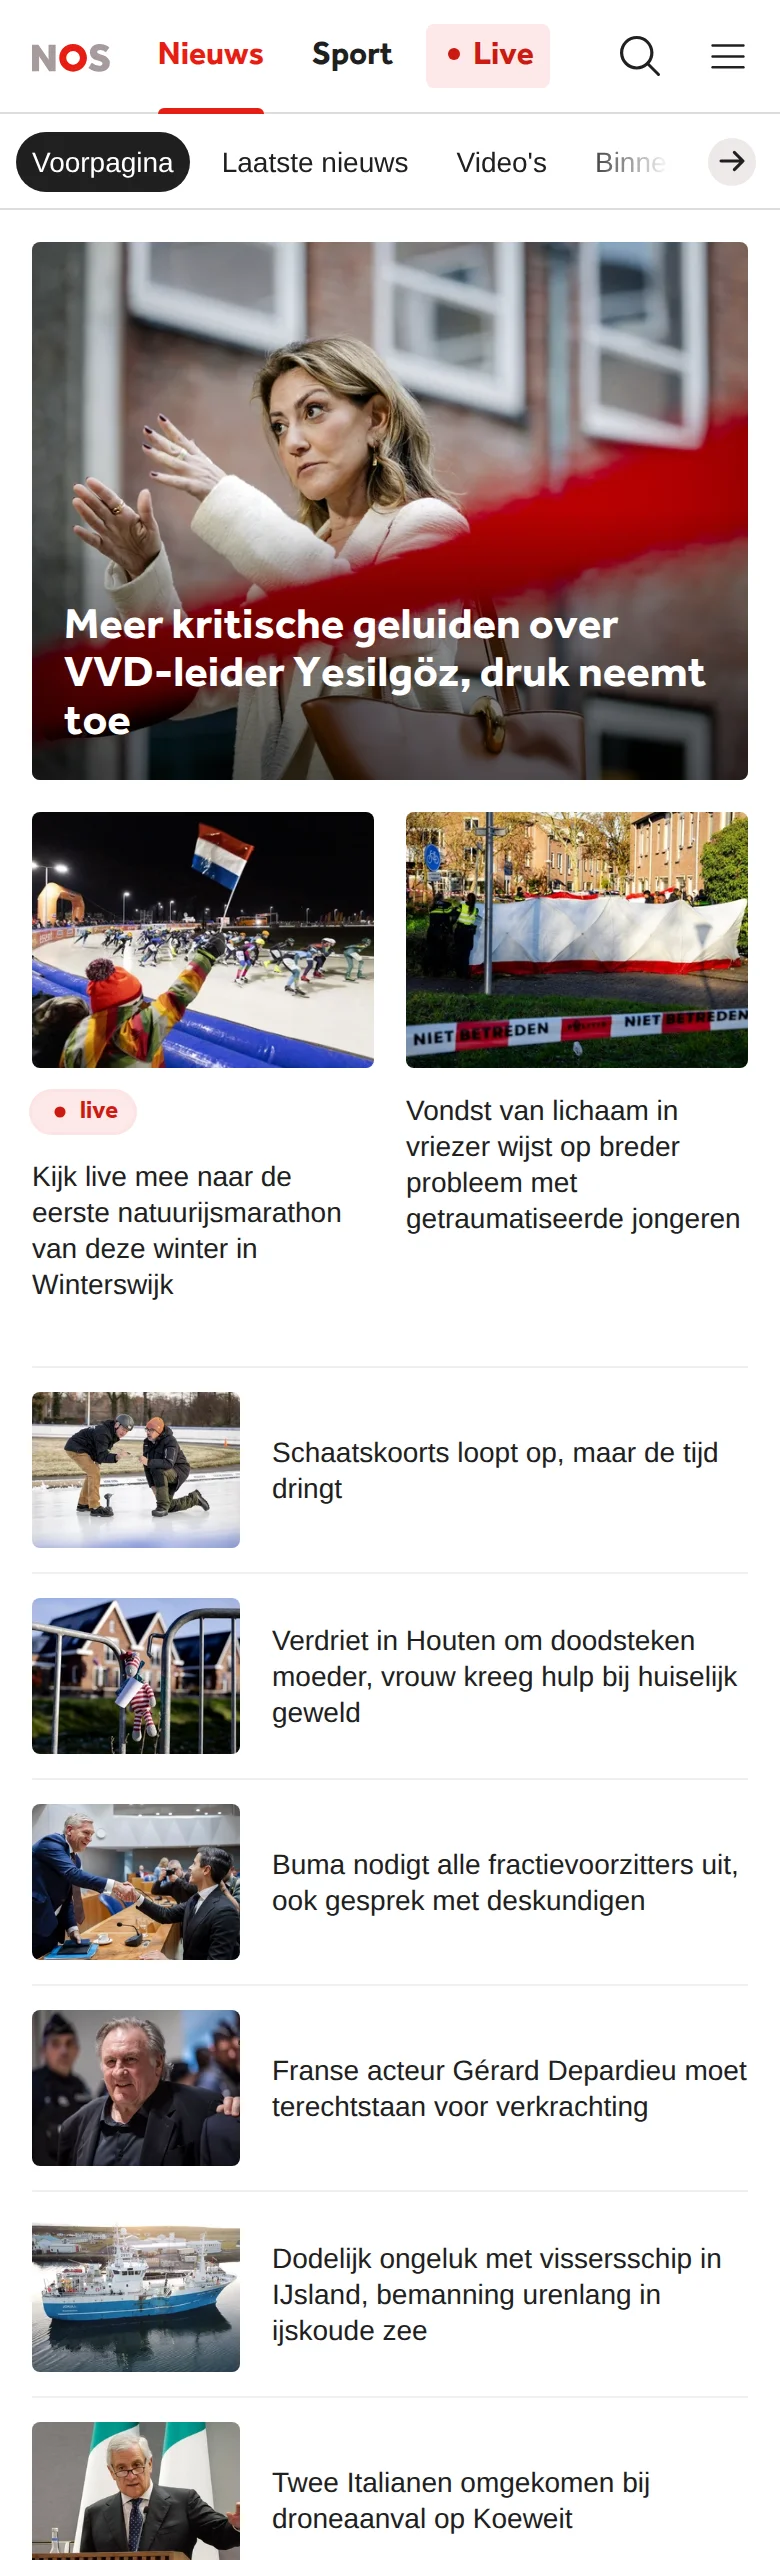 NOS Nieuws Sport Live
Voorpagina Laatste nieuws Video's Binne
Meer kritische geluiden over
VVD-leider Yesilgöz, druk neemt
toe
NIET BETREDEN POLITIE NIET BETREDEN
live
Kijk live mee naar de
eerste natuurijsmarathon
van deze winter in
Winterswijk
Vondst van lichaam in
vriezer wijst op breder
probleem met
getraumatiseerde jongeren
Schaatskoorts loopt op, maar de tijd
dringt
Verdriet in Houten om doodsteken
moeder, vrouw kreeg hulp bij huiselijk
geweld
Buma nodigt alle fractievoorzitters uit,
ook gesprek met deskundigen
Franse acteur Gérard Depardieu moet
terechtstaan voor verkrachting
Dodelijk ongeluk met vissersschip in
IJsland, bemanning urenlang in
ijskoude zee
Twee Italianen omgekomen bij
droneaanval op Koeweit